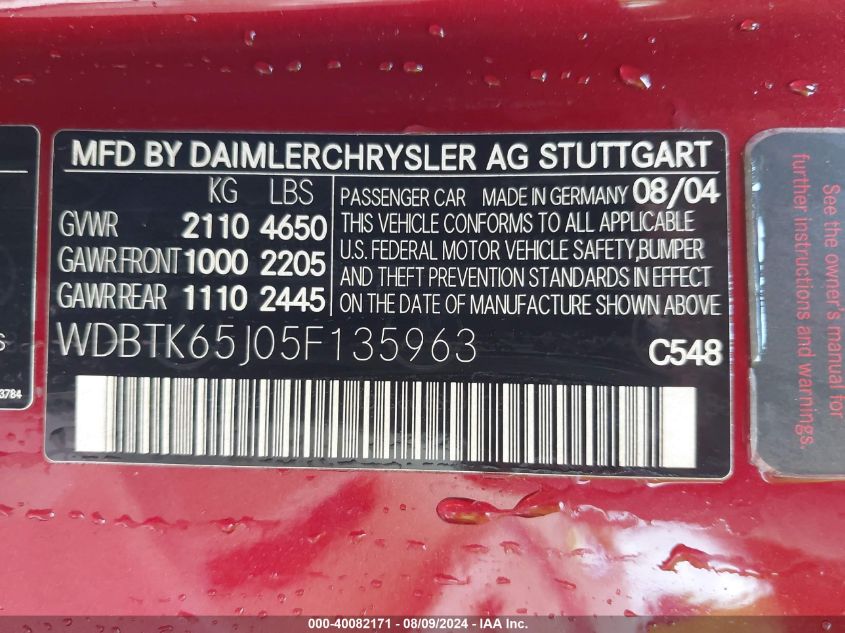 MFD BY DAIMLERCHRYSLER AG STUTTGART
KG LBS
GVWR 2110 4650
GAWR.FRONT 1000 2205
GAWR REAR 1110 2445
PASSENGER CAR MADE IN GERMANY 08/04
THIS VEHICLE CONFORMS TO ALL APPLICABLE
U.S. FEDERAL MOTOR VEHICLE SAFETY,BUMPER
AND THEFT PREVENTION STANDARDS IN EFFECT
ON THE DATE OF MANUFACTURE SHOWN ABOVE
WDBTK65J05F135963
C548
S
3784
See the owner's manual for
further instructions and warnings.
000-40082171 - 08/09/2024 - IAA Inc.